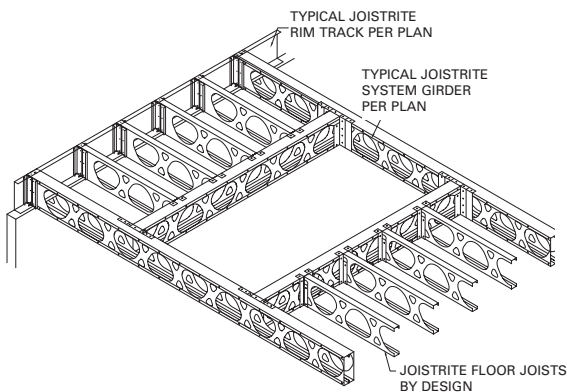 TYPICAL JOISTRITE
RIM TRACK PER PLAN
TYPICAL JOISTRITE
SYSTEM GIRDER
PER PLAN
JOISTRITE FLOOR JOISTS
BY DESIGN